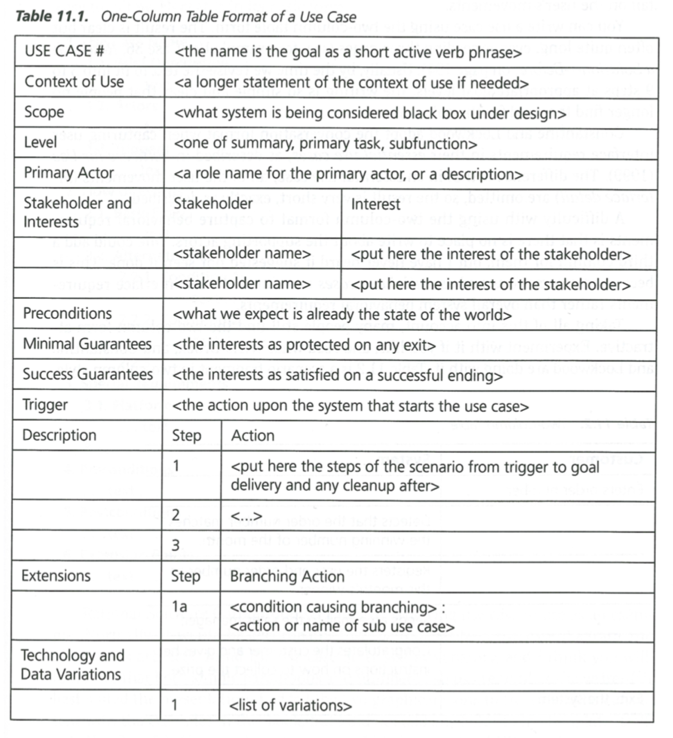 Table 11.1. One-Column Table Format of a Use Case
USE CASE # <the name is the goal as a short active verb phrase>
Context of Use <a longer statement of the context of use if needed>
Scope <what system is being considered black box under design>
Level <one of summary, primary task, subfunction>
Primary Actor <a role name for the primary actor, or a description>
Stakeholder and Stakeholder Interest
Interests
<stakeholder name> <put here the interest of the stakeholder>
<stakeholder name> <put here the interest of the stakeholder>
Preconditions <what we expect is already the state of the world>
Minimal Guarantees <the interests as protected on any exit>
Success Guarantees <the interests as satisfied on a successful ending>
Trigger <the action upon the system that starts the use case>
Description Step Action
1 <put here the steps of the scenario from trigger to goal
delivery and any cleanup after>
2 <...>
3
Extensions Step Branching Action
1a <condition causing branching> :
<action or name of sub use case>
Technology and
Data Variations
1 <list of variations>